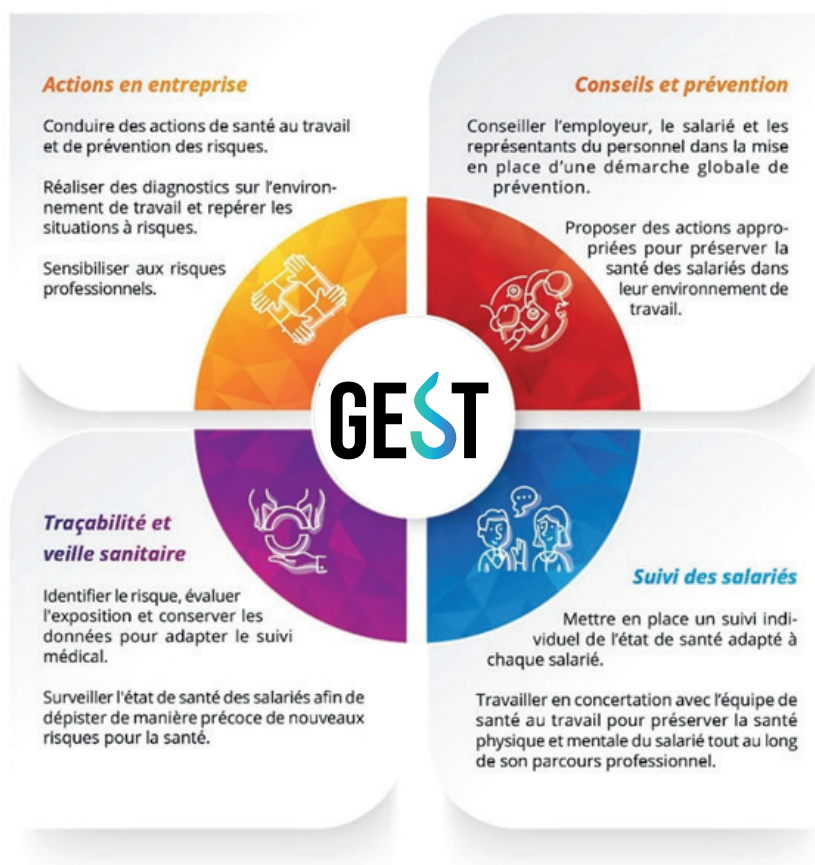 Actions en entreprise
Conduire des actions de santé au travail
et de prévention des risques.
Réaliser des diagnostics sur l'environ-
nement de travail et repérer les
situations à risques.
Sensibiliser aux risques
professionnels.
Conseils et prévention
Conseiller l'employeur, le salarié et les
représentants du personnel dans la mise
en place d'une démarche globale de
prévention.
Proposer des actions appro-
priées pour préserver la
santé des salariés dans
leur environnement de
travail.
GEST
Traçabilité et
veille sanitaire
Identifier le risque, évaluer
l'exposition et conserver les
données pour adapter le suivi
médical.
Surveiller l'état de santé des salariés afin de
dépister de manière précoce de nouveaux
risques pour la santé.
Suivi des salariés
Mettre en place un suivi indi-
viduel de l'état de santé adapté à
chaque salarié.
Travailler en concertation avec l'équipe de
santé au travail pour préserver la santé
physique et mentale du salarié tout au long
de son parcours professionnel.